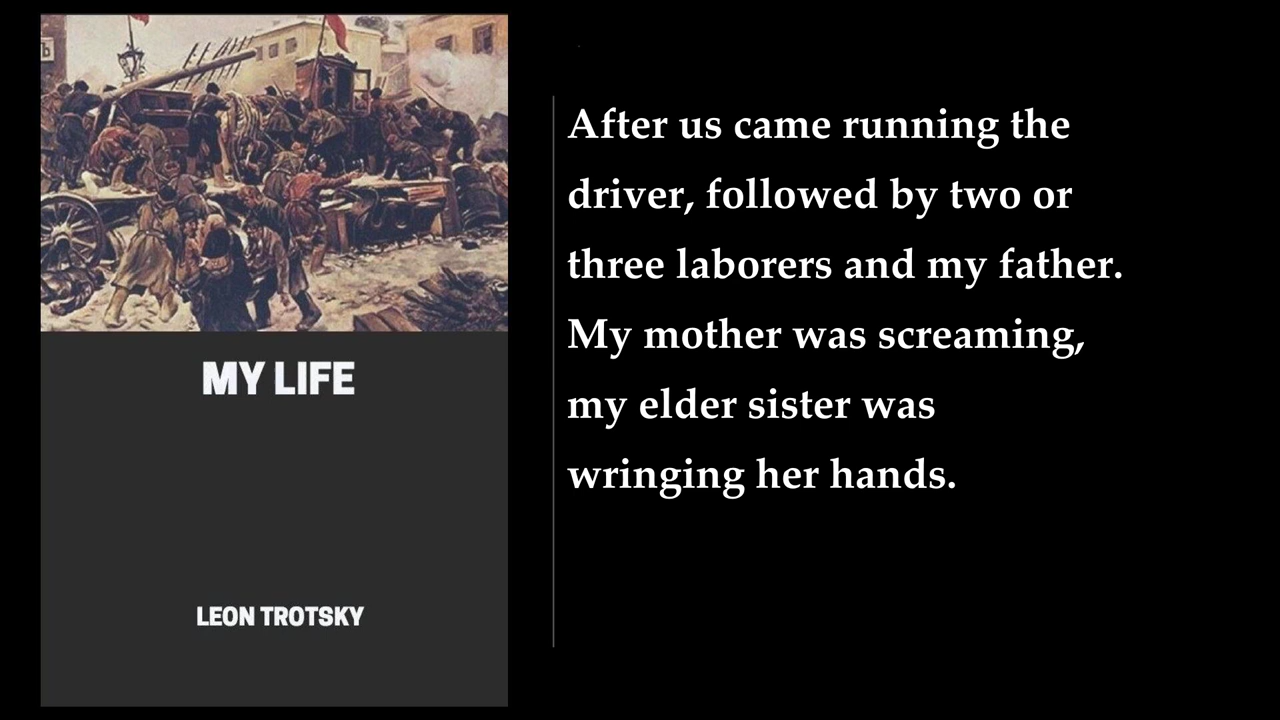 MY LIFE
LEON TROTSKY
After us came running the
driver, followed by two or
three laborers and my father.
My mother was screaming,
my elder sister was
wringing her hands.